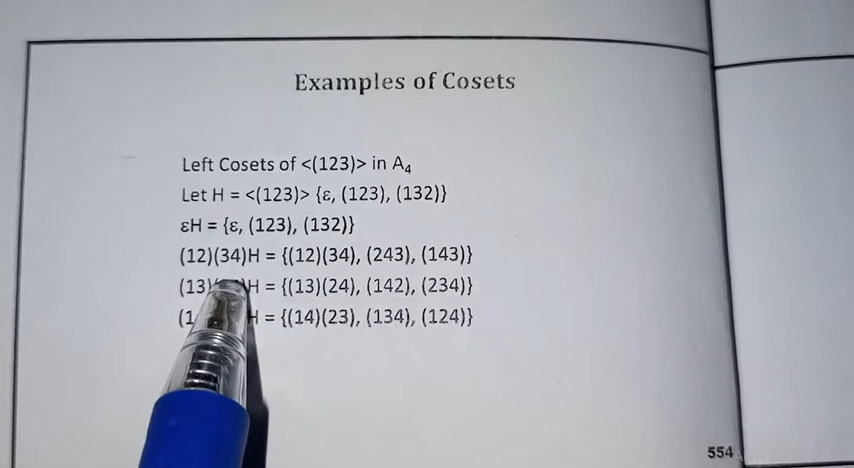 Examples of Cosets
Left Cosets of <(123)> in A₄
Let H = <(123)> {ε, (123), (132)}
εH = {ε, (123), (132)}
(12)(34)H = {(12)(34), (243), (143)}
(13) H = {(13)(24), (142), (234)}
(1 H = {(14)(23), (134), (124)}
554